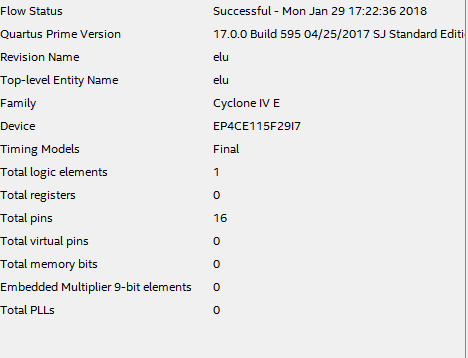 Flow Status Successful - Mon Jan 29 17:22:36 2018
Quartus Prime Version 17.0.0 Build 595 04/25/2017 SJ Standard Editi
Revision Name elu
Top-level Entity Name elu
Family Cyclone IV E
Device EP4CE115F29I7
Timing Models Final
Total logic elements 1
Total registers 0
Total pins 16
Total virtual pins 0
Total memory bits 0
Embedded Multiplier 9-bit elements 0
Total PLLs 0